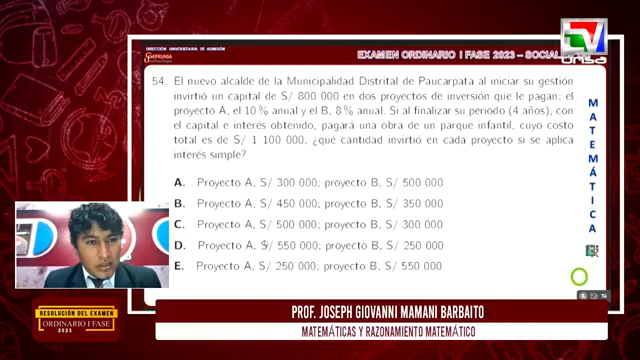 DIRECCIÓN UNIVERSITARIA DE ADMISIÓN
CEPRUNSA
EXAMEN ORDINARIO I FASE 2023 – SOCIAL
TV
UNSA
54. El nuevo alcalde de la Municipalidad Distrital de Paucarpata al iniciar su gestión
invirtió un capital de S/ 800 000 en dos proyectos de inversión que le pagan: el
proyecto A, el 10 % anual y el B, 8 % anual. Si al finalizar su periodo (4 años), con
el capital e interés obtenido, pagará una obra de un parque infantil, cuyo costo
total es de S/ 1 100 000. ¿qué cantidad invirtió en cada proyecto si se aplica
interés simple?
A. Proyecto A, S/ 300 000; proyecto B, S/ 500 000
B. Proyecto A, S/ 450 000; proyecto B, S/ 350 000
C. Proyecto A, S/ 500 000; proyecto B, S/ 300 000
D. Proyecto A, S/ 550 000; proyecto B, S/ 250 000
E. Proyecto A, S/ 250 000; proyecto B, S/ 550 000
MATEMÁTICA
RESOLUCIÓN DEL EXAMEN
ORDINARIO I FASE
2023
PROF. JOSEPH GIOVANNI MAMANI BARBAITO
MATEMÁTICAS Y RAZONAMIENTO MATEMÁTICO